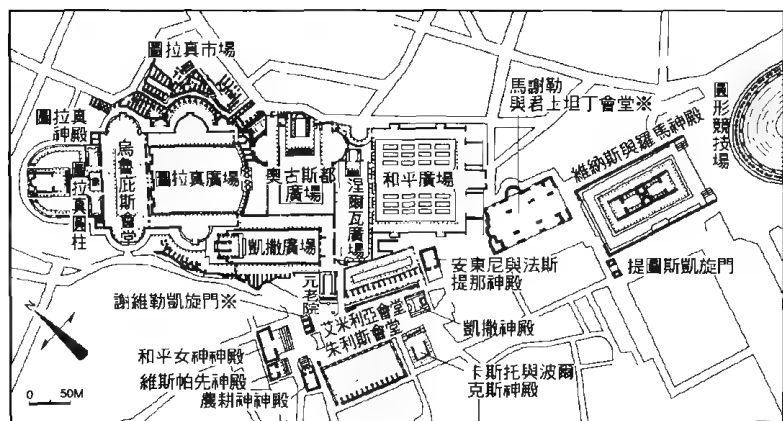 圖拉真市場
圖拉真
神殿
烏魯庇斯會堂
圖拉真圓柱
圖拉真廣場
奧古斯都
廣場
涅爾瓦廣場
和平廣場
馬謝勒
與君士坦丁會堂※
維納斯與羅馬神殿
圓形競技場
凱撒廣場
元老院
謝維勒凱旋門※
艾米利亞會堂
朱利斯會堂
安東尼與法斯
提那神殿
提圖斯凱旋門
凱撒神殿
卡斯托與波爾
克斯神殿
和平女神神殿
維斯帕先神殿
農耕神神殿
N
0 50M